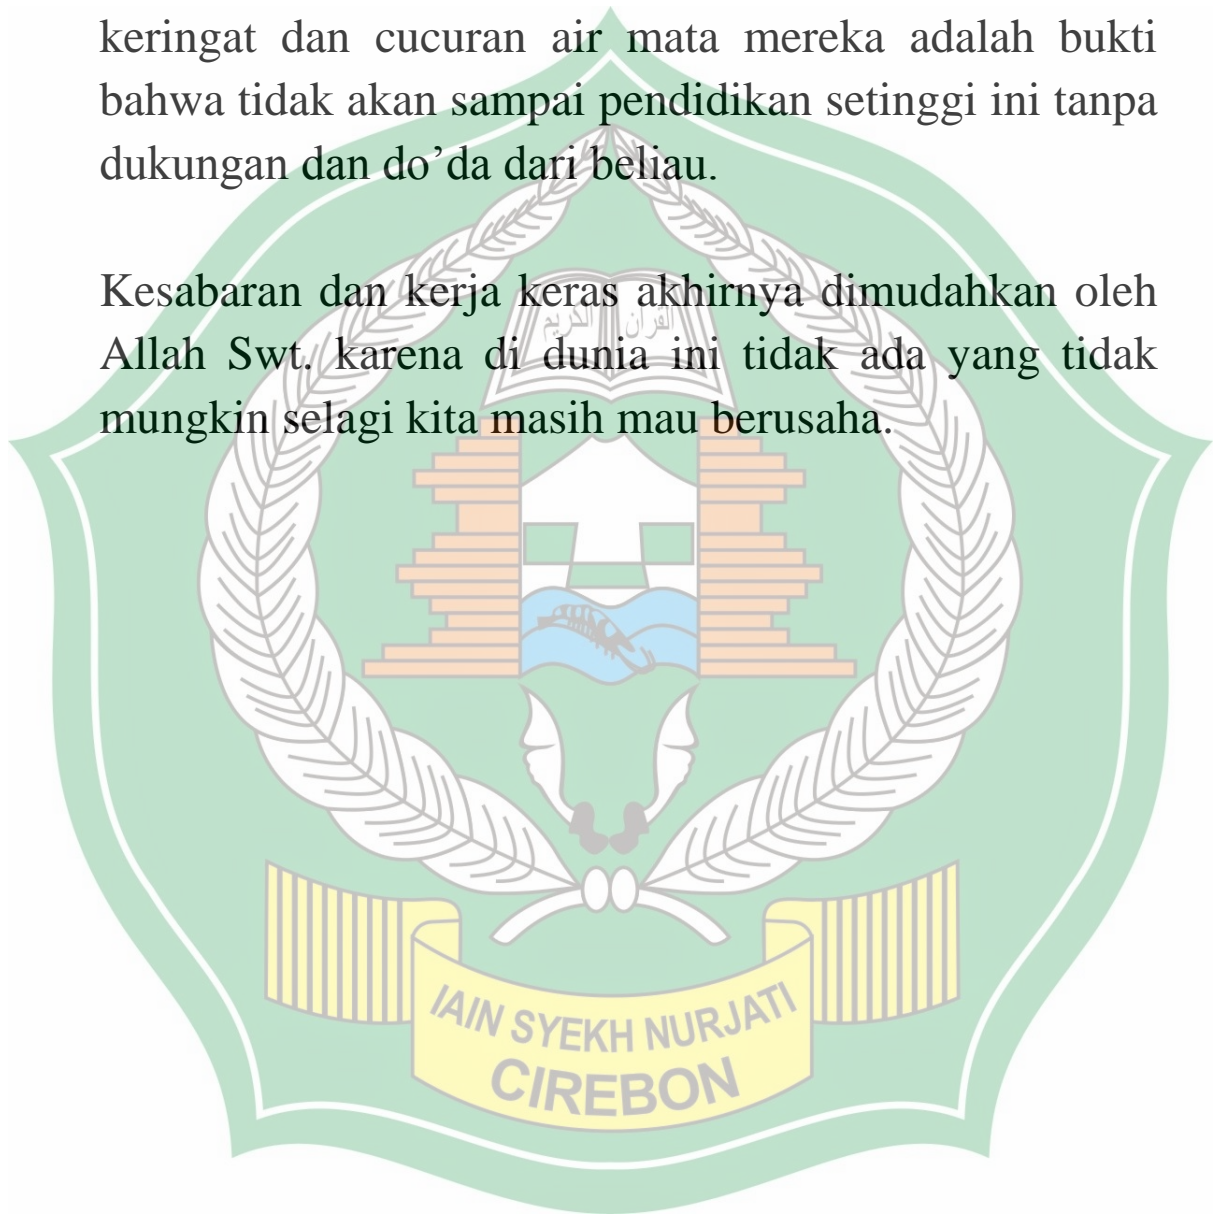 keringat dan cucuran air mata mereka adalah bukti
bahwa tidak akan sampai pendidikan setinggi ini tanpa
dukungan dan do’da dari beliau.
Kesabaran dan kerja keras akhirnya dimudahkan oleh
Allah Swt. karena di dunia ini tidak ada yang tidak
mungkin selagi kita masih mau berusaha.
القرآن الكريم
IAIN SYEKH NURJATI
CIREBON